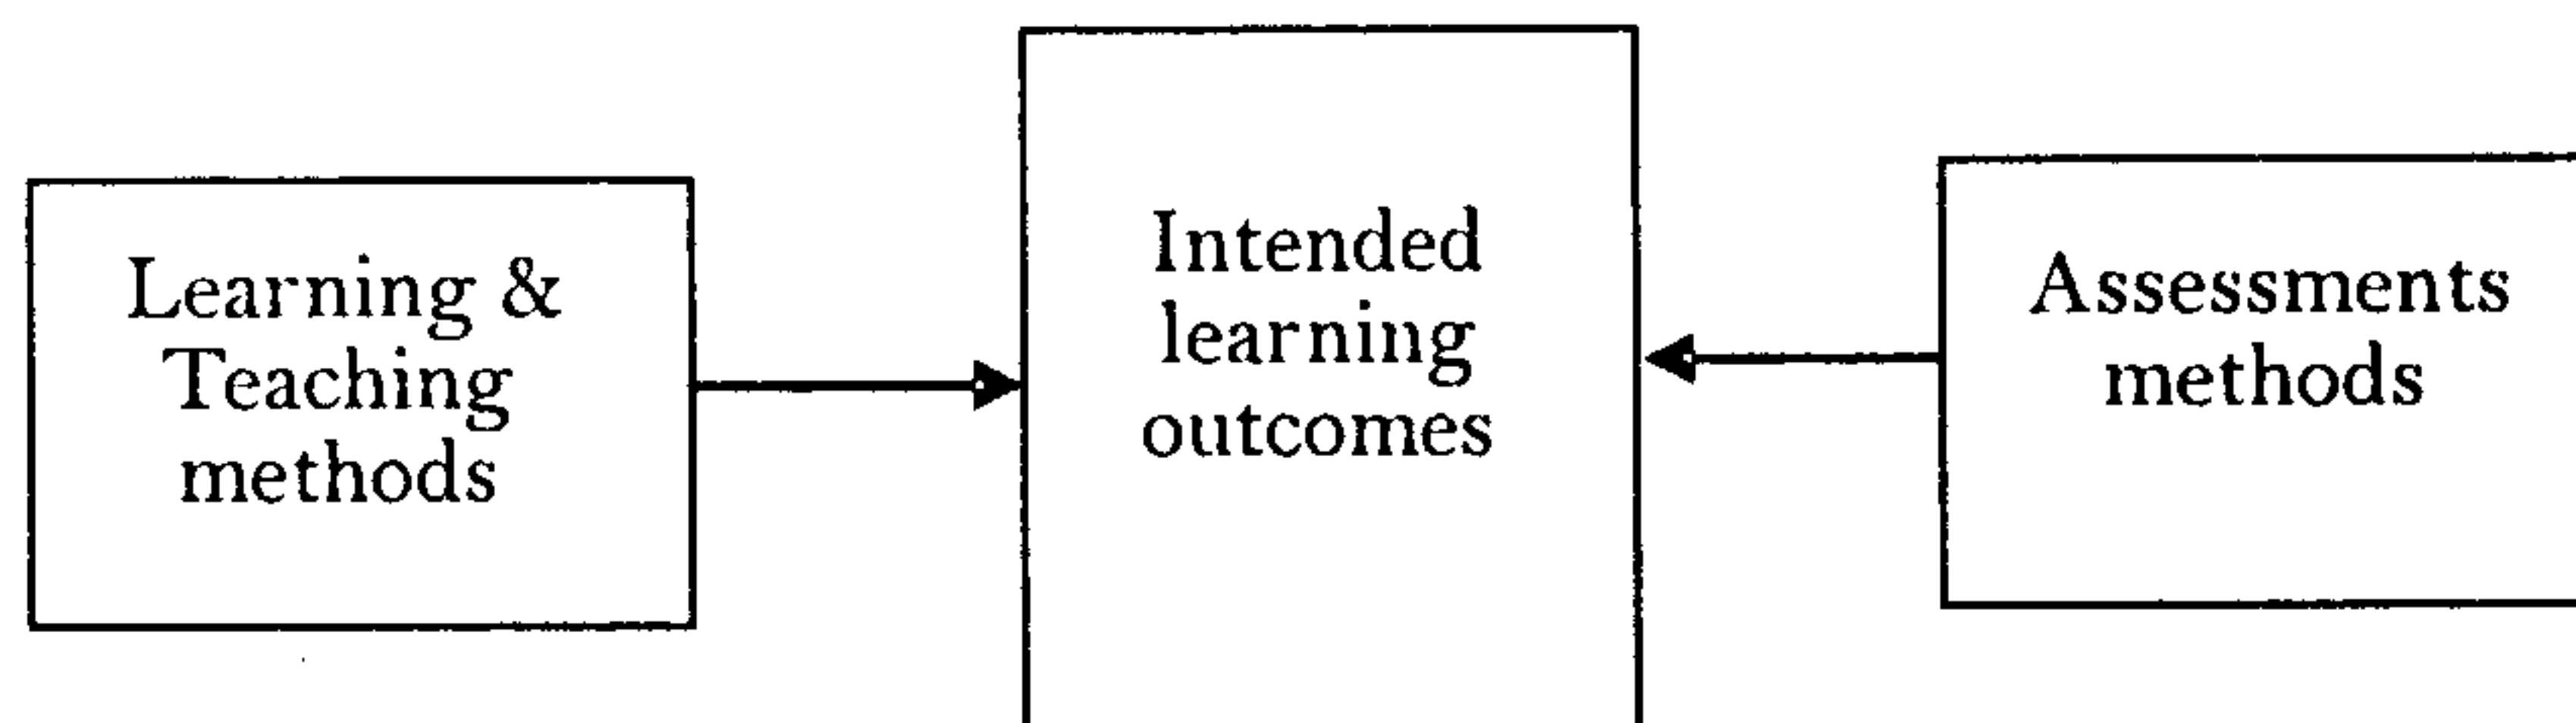 Learning &
Teaching
methods
Intended
learning
outcomes
Assessments
methods